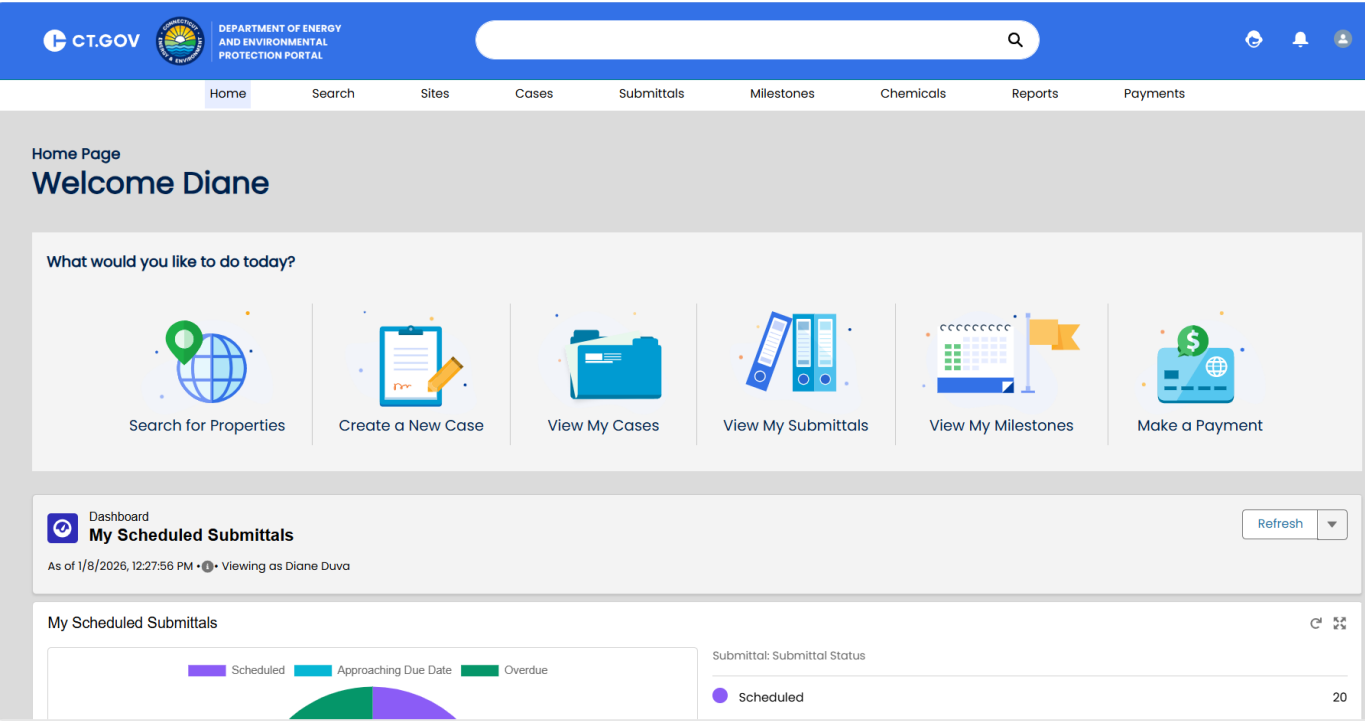 CT.GOV
DEPARTMENT OF ENERGY
AND ENVIRONMENTAL
PROTECTION PORTAL
Home Search Sites Cases Submittals Milestones Chemicals Reports Payments
Home Page
Welcome Diane
What would you like to do today?
Search for Properties Create a New Case View My Cases View My Submittals View My Milestones Make a Payment
Dashboard
My Scheduled Submittals
Refresh
As of 1/8/2026, 12:27:56 PM • Viewing as Diane Duva
My Scheduled Submittals
Scheduled Approaching Due Date Overdue
Submittal: Submittal Status
Scheduled 20